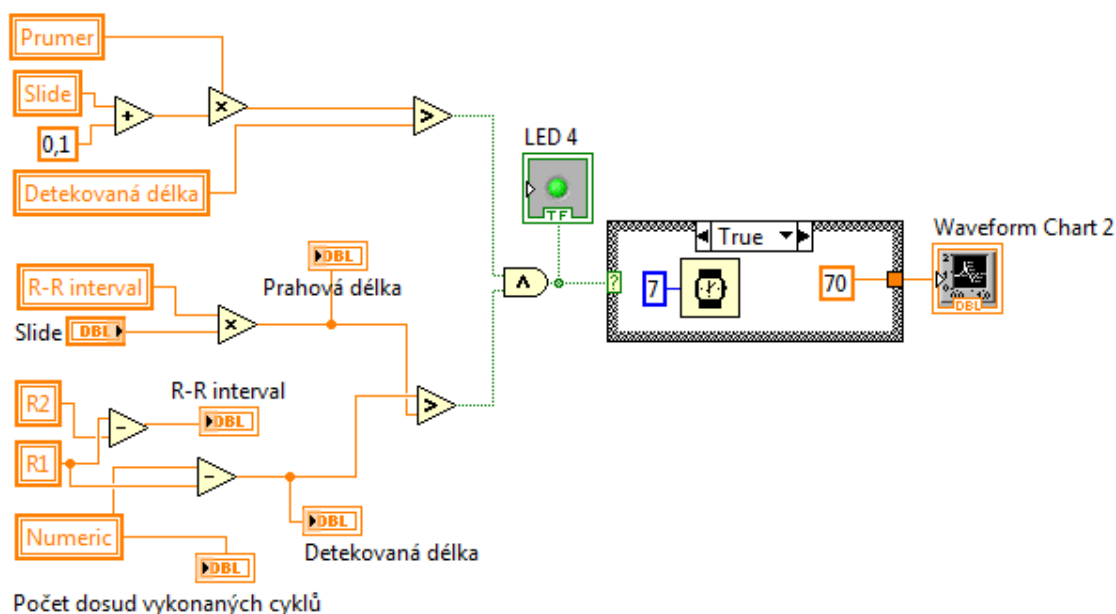 Prumer
Slide
+
x
>
0,1
Detekovaná délka
LED 4
TF
True
Waveform Chart 2
7
70
?
DBL
DBL
Prahová délka
R-R interval
Slide
DBL
x
∧
>
R2
R-R interval
DBL
−
R1
−
Numeric
DBL
Detekovaná délka
DBL
Počet dosud vykonaných cyklů